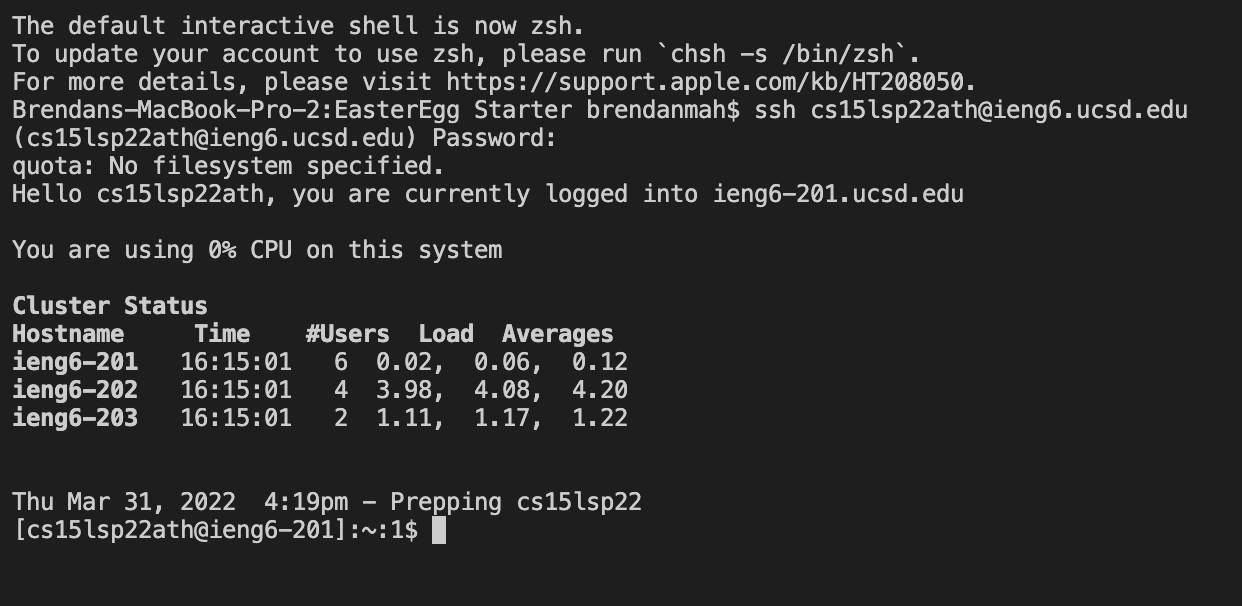 The default interactive shell is now zsh.
To update your account to use zsh, please run `chsh -s /bin/zsh`.
For more details, please visit https://support.apple.com/kb/HT208050.
Brendans-MacBook-Pro-2:EasterEgg Starter brendanmah$ ssh cs15lsp22ath@ieng6.ucsd.edu
(cs15lsp22ath@ieng6.ucsd.edu) Password:
quota: No filesystem specified.
Hello cs15lsp22ath, you are currently logged into ieng6-201.ucsd.edu
You are using 0% CPU on this system
Cluster Status
Hostname     Time    #Users  Load  Averages
ieng6-201   16:15:01   6  0.02,  0.06,  0.12
ieng6-202   16:15:01   4  3.98,  4.08,  4.20
ieng6-203   16:15:01   2  1.11,  1.17,  1.22
Thu Mar 31, 2022  4:19pm - Prepping cs15lsp22
[cs15lsp22ath@ieng6-201]:~:1$